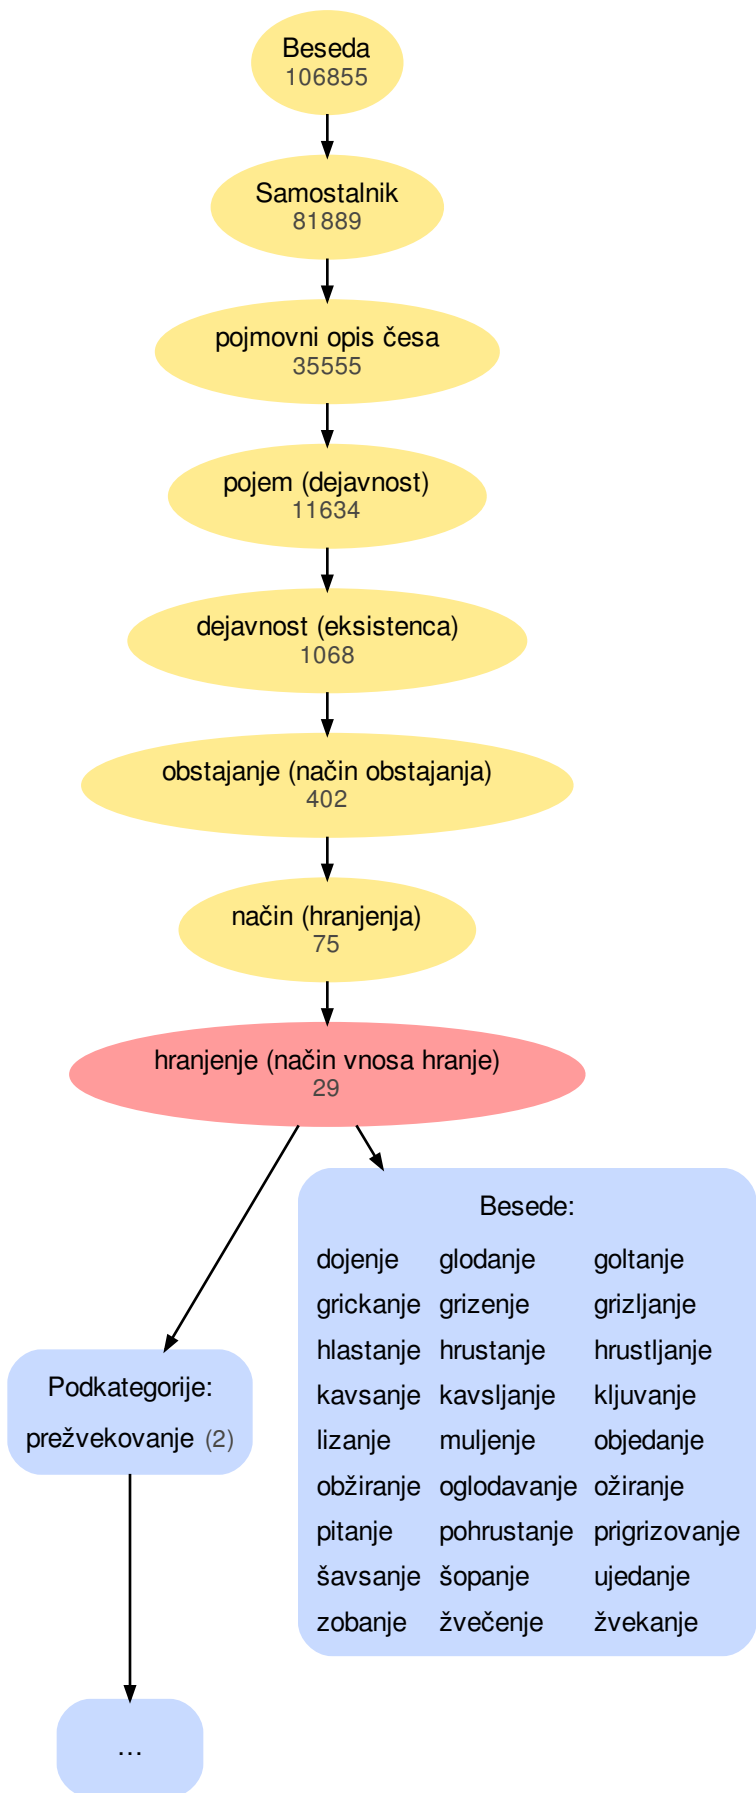 Beseda
106855
Samostalnik
81889
pojmovni opis česa
35555
pojem (dejavnost)
11634
dejavnost (eksistenca)
1068
obstajanje (način obstajanja)
402
način (hranjenja)
75
hranjenje (način vnosa hranje)
29
Besede:
dojenje glodanje goltanje
grickanje grizenje grizljanje
hlastanje hrustanje hrustljanje
kavsanje kavsljanje kljuvanje
lizanje muljenje objedanje
obžiranje oglodavanje ožiranje
pitanje pohrustanje prigrizovanje
šavsanje šopanje ujedanje
zobanje žvečenje žvekanje
Podkategorije:
prežvekovanje (2)
...